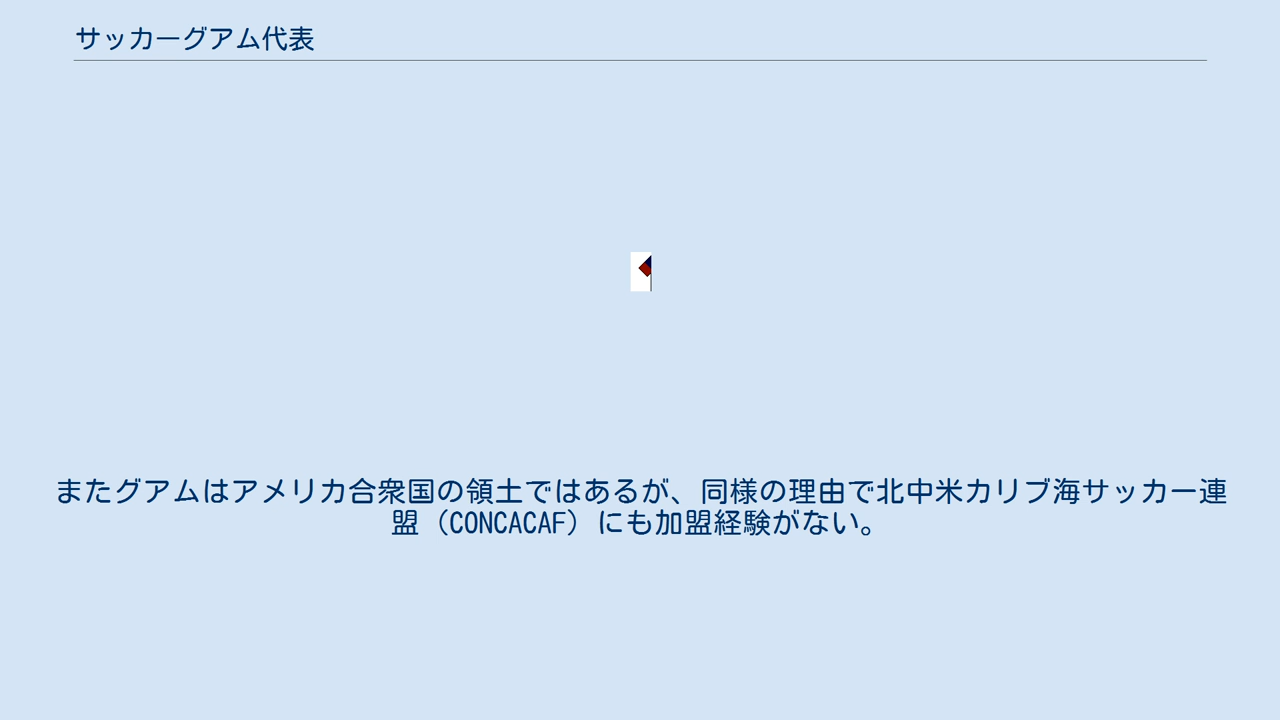 サッカーグアム代表
またグアムはアメリカ合衆国の領土ではあるが、同様の理由で北中米カリブ海サッカー連
盟（CONCACAF）にも加盟経験がない。